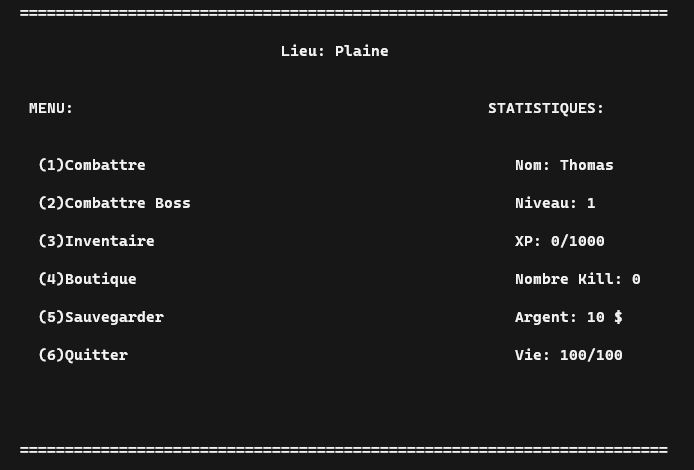 ========================================================================
Lieu: Plaine
MENU: STATISTIQUES:
(1)Combattre Nom: Thomas
(2)Combattre Boss Niveau: 1
(3)Inventaire XP: 0/1000
(4)Boutique Nombre Kill: 0
(5)Sauvegarder Argent: 10 $
(6)Quitter Vie: 100/100
========================================================================